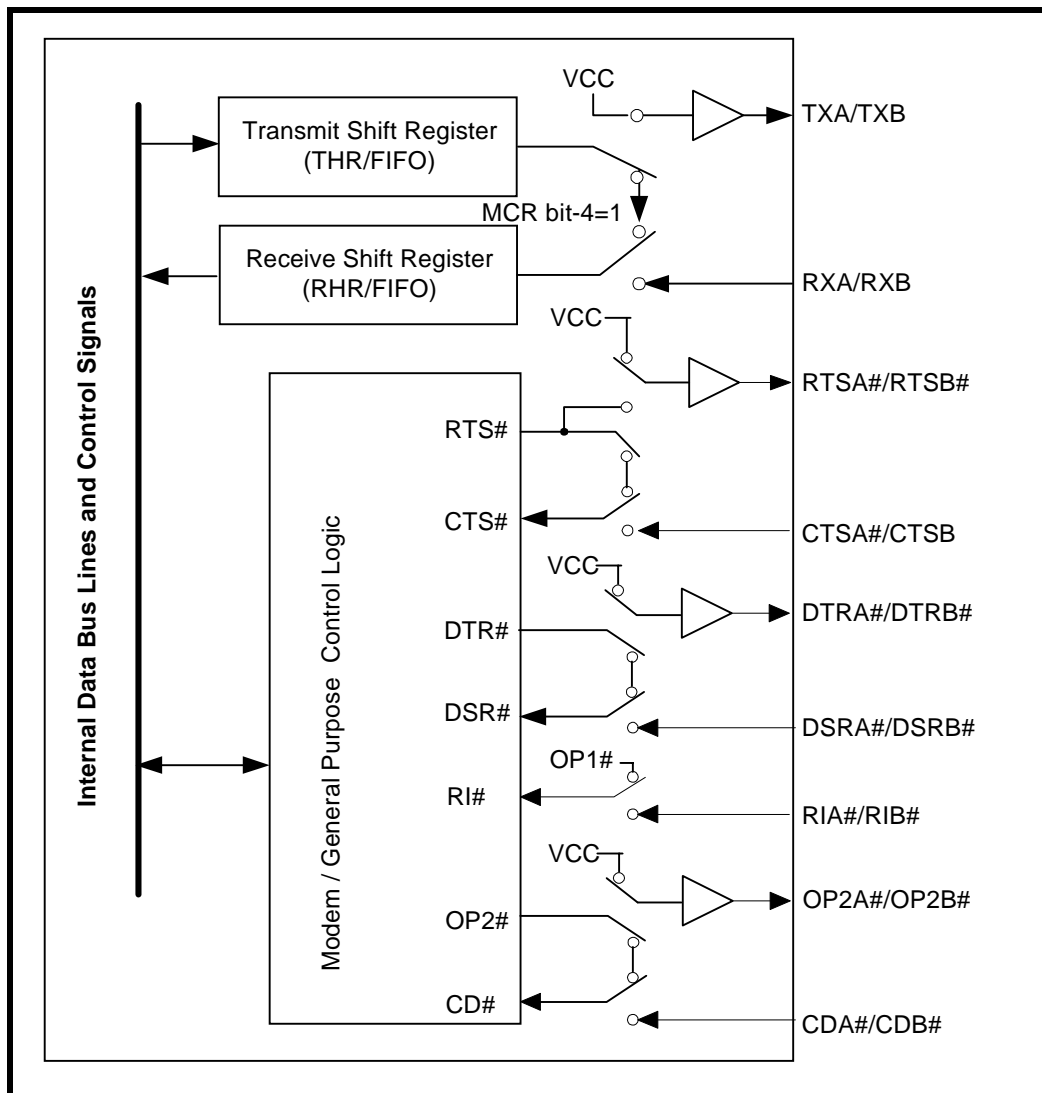 VCC
TXA/TXB
Transmit Shift Register
(THR/FIFO)
MCR bit-4=1
Receive Shift Register
(RHR/FIFO)
RXA/RXB
VCC
RTSA#/RTSB#
RTS#
CTS#
CTSA#/CTSB
VCC
DTRA#/DTRB#
DTR#
DSR#
DSRA#/DSRB#
OP1#
RI#
RIA#/RIB#
VCC
OP2A#/OP2B#
OP2#
CD#
CDA#/CDB#
Internal Data Bus Lines and Control Signals
Modem / General Purpose Control Logic